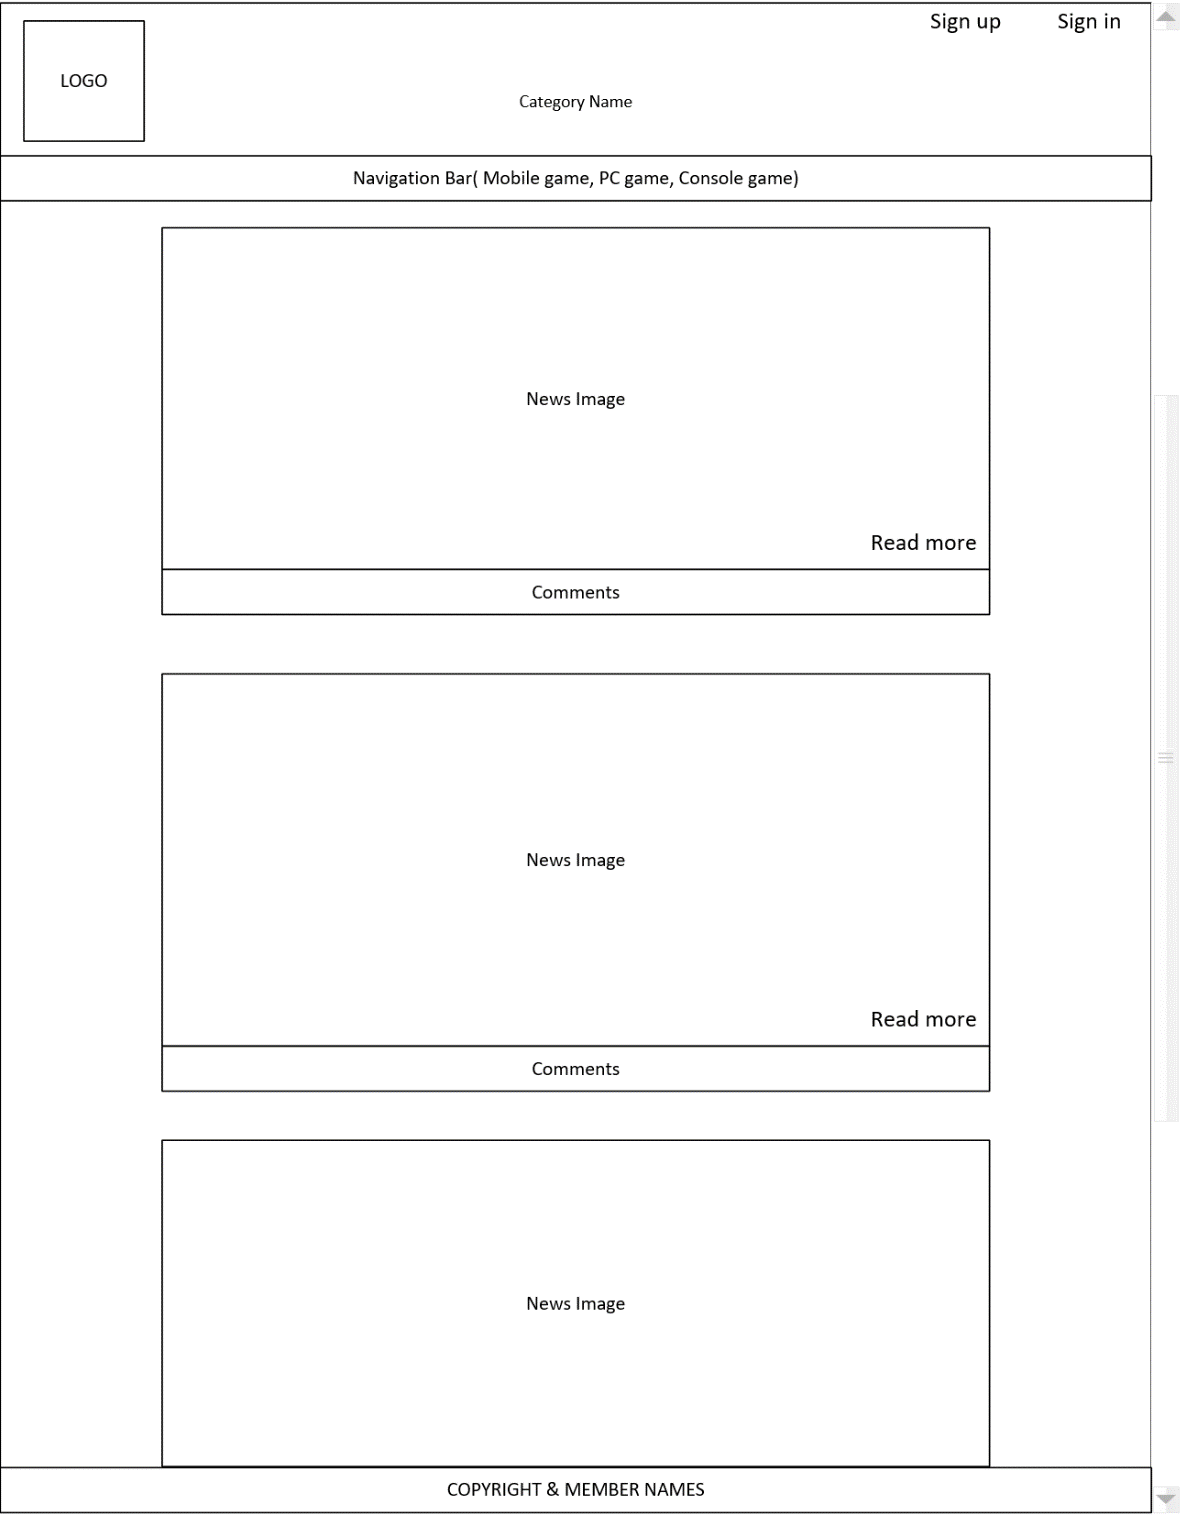 Sign up
Sign in
LOGO
Category Name
Navigation Bar( Mobile game, PC game, Console game)
News Image
Read more
Comments
News Image
Read more
Comments
News Image
COPYRIGHT & MEMBER NAMES